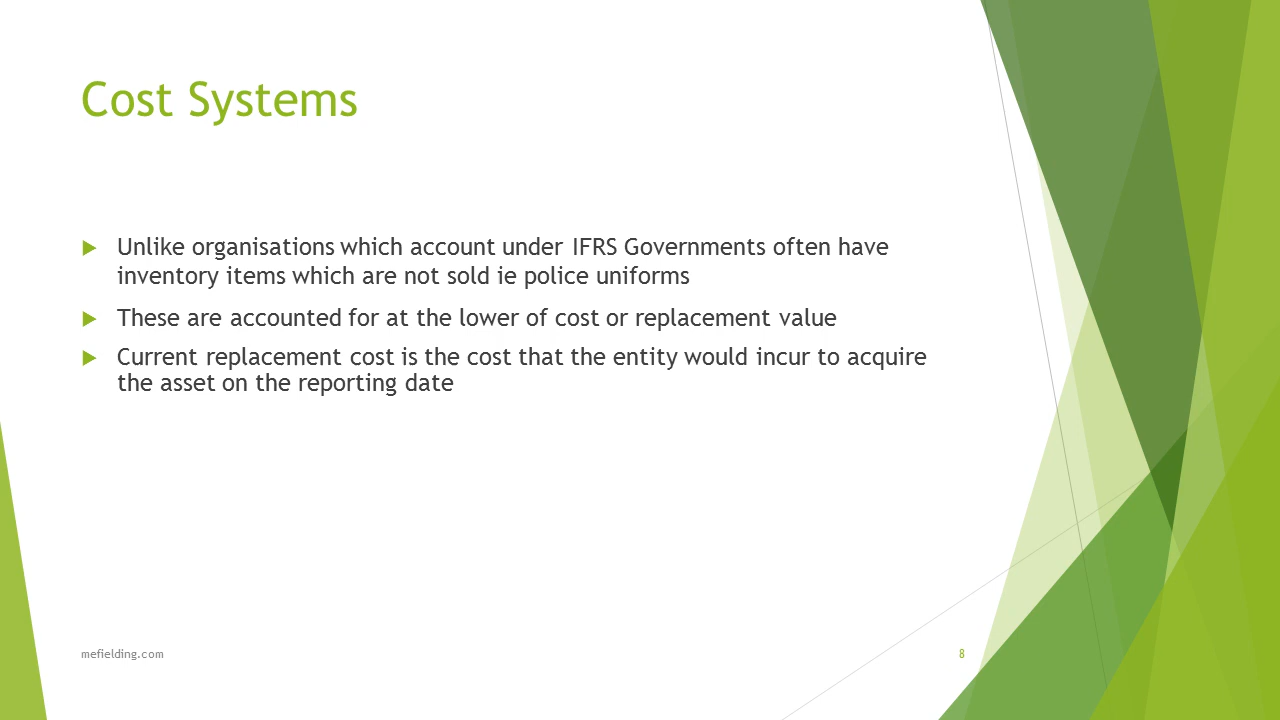 Cost Systems
Unlike organisations which account under IFRS Governments often have
inventory items which are not sold ie police uniforms
These are accounted for at the lower of cost or replacement value
Current replacement cost is the cost that the entity would incur to acquire
the asset on the reporting date
mefielding.com
8